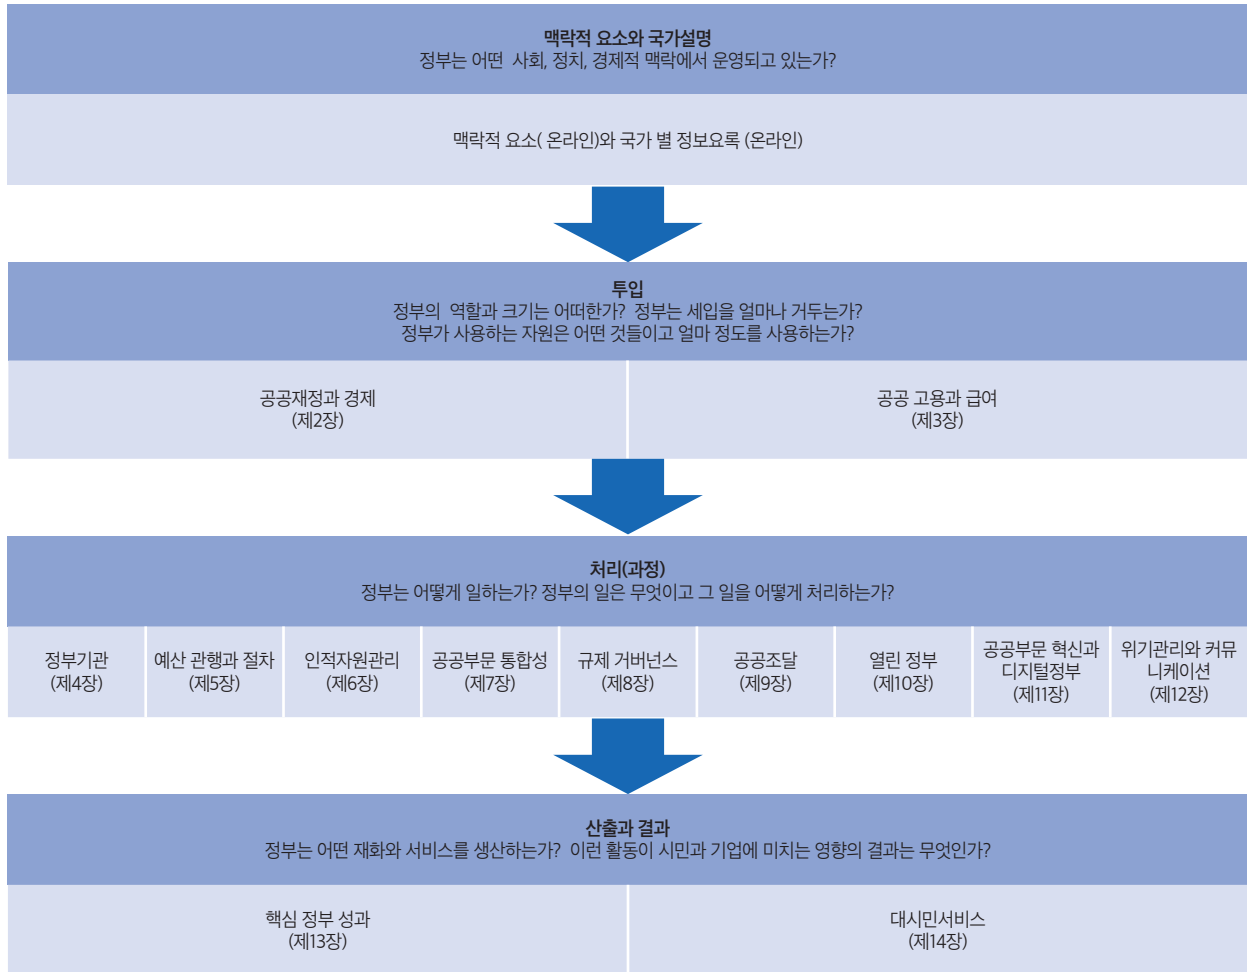 맥락적 요소와 국가설명
정부는 어떤 사회, 정치, 경제적 맥락에서 운영되고 있는가?
맥락적 요소( 온라인)와 국가 별 정보요록 (온라인)
투입
정부의 역할과 크기는 어떠한가? 정부는 세입을 얼마나 거두는가?
정부가 사용하는 자원은 어떤 것들이고 얼마 정도를 사용하는가?
공공재정과 경제
(제2장)
공공 고용과 급여
(제3장)
처리(과정)
정부는 어떻게 일하는가? 정부의 일은 무엇이고 그 일을 어떻게 처리하는가?
정부기관
(제4장)
예산 관행과 절차
(제5장)
인적자원관리
(제6장)
공공부문 통합성
(제7장)
규제 거버넌스
(제8장)
공공조달
(제9장)
열린 정부
(제10장)
공공부문 혁신과
디지털정부
(제11장)
위기관리와 커뮤
니케이션
(제12장)
산출과 결과
정부는 어떤 재화와 서비스를 생산하는가? 이런 활동이 시민과 기업에 미치는 영향의 결과는 무엇인가?
핵심 정부 성과
(제13장)
대시민서비스
(제14장)